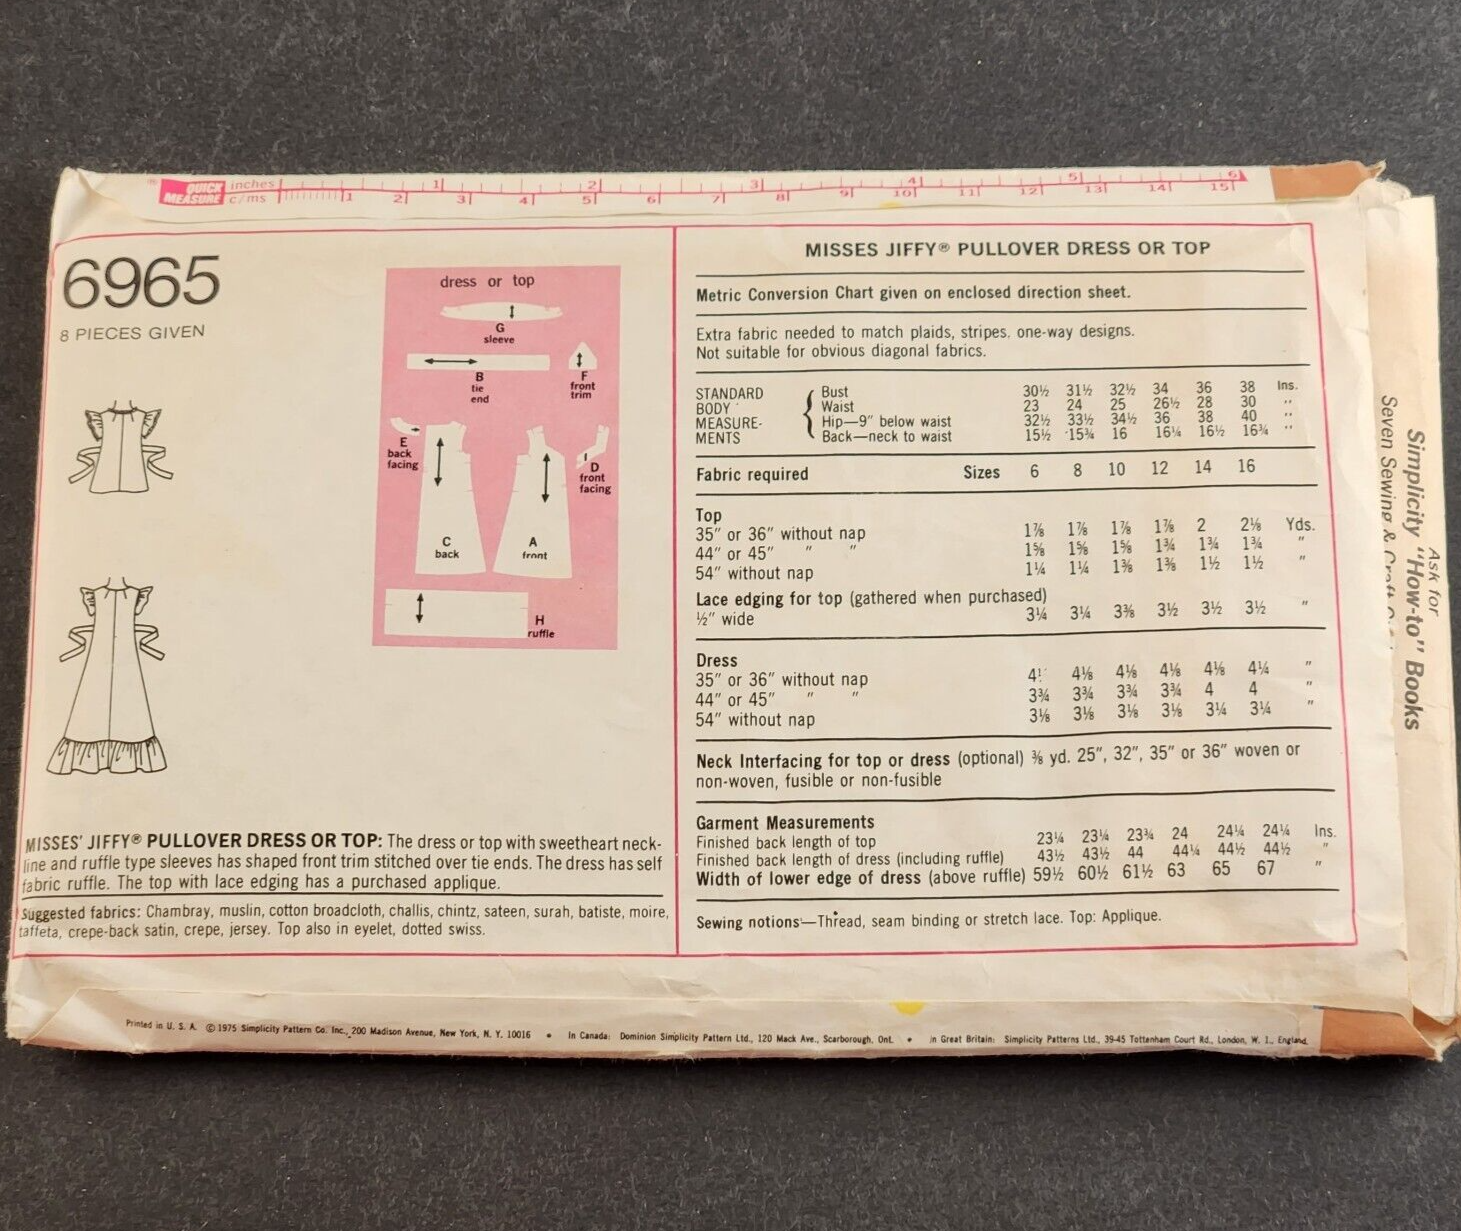 QUICK MEASURE
inches 1 2 3 4 5 6
c/ms 1 2 3 4 5 6 7 8 9 10 11 12 13 14 15
6965
8 PIECES GIVEN
dress or top
G
sleeve
B
tie
end
F
front
trim
E
back
facing
D
front
facing
C
back
A
front
H
ruffle
MISSES' JIFFY® PULLOVER DRESS OR TOP: The dress or top with sweetheart neck-
line and ruffle type sleeves has shaped front trim stitched over tie ends. The dress has self
fabric ruffle. The top with lace edging has a purchased applique.
Suggested fabrics: Chambray, muslin, cotton broadcloth, challis, chintz, sateen, surah, batiste, moire,
taffeta, crepe-back satin, crepe, jersey. Top also in eyelet, dotted swiss.
MISSES JIFFY® PULLOVER DRESS OR TOP
Metric Conversion Chart given on enclosed direction sheet.
Extra fabric needed to match plaids, stripes. one-way designs.
Not suitable for obvious diagonal fabrics.
STANDARD Bust 30½ 31½ 32½ 34 36 38 Ins.
BODY Waist 23 24 25 26½ 28 30 "
MEASURE- Hip—9" below waist 32½ 33½ 34½ 36 38 40 "
MENTS Back—neck to waist 15½ 15¾ 16 16¼ 16½ 16¾ "
Fabric required Sizes 6 8 10 12 14 16
Top
35" or 36" without nap 1⅞ 1⅞ 1⅞ 1⅞ 2 2⅛ Yds.
44" or 45" " " 1⅝ 1⅝ 1⅝ 1¾ 1¾ 1¾ "
54" without nap 1¼ 1¼ 1⅜ 1⅜ 1½ 1½ "
Lace edging for top (gathered when purchased)
½" wide 3¼ 3¼ 3⅜ 3½ 3½ 3½ "
Dress
35" or 36" without nap 4⅛ 4⅛ 4⅛ 4⅛ 4¼ "
44" or 45" " " 3¾ 3¾ 3¾ 3¾ 4 4 "
54" without nap 3⅛ 3⅛ 3⅛ 3⅛ 3¼ 3¼ "
Neck Interfacing for top or dress (optional) ⅜ yd. 25", 32", 35" or 36" woven or
non-woven, fusible or non-fusible
Garment Measurements
Finished back length of top 23¼ 23¼ 23¾ 24 24¼ 24¼ Ins.
Finished back length of dress (including ruffle) 43½ 43½ 44 44¼ 44½ 44½ "
Width of lower edge of dress (above ruffle) 59½ 60½ 61½ 63 65 67 "
Sewing notions—Thread, seam binding or stretch lace. Top: Applique.
Printed in U. S. A. © 1975 Simplicity Pattern Co. Inc., 200 Madison Avenue, New York, N. Y. 10016 • In Canada: Dominion Simplicity Pattern Ltd., 120 Mack Ave., Scarborough, Ont. • In Great Britain: Simplicity Patterns Ltd., 39-45 Tottenham Court Rd., London, W. 1., England.
Ask for
Simplicity "How-to" Books
Seven Sewing & Craft